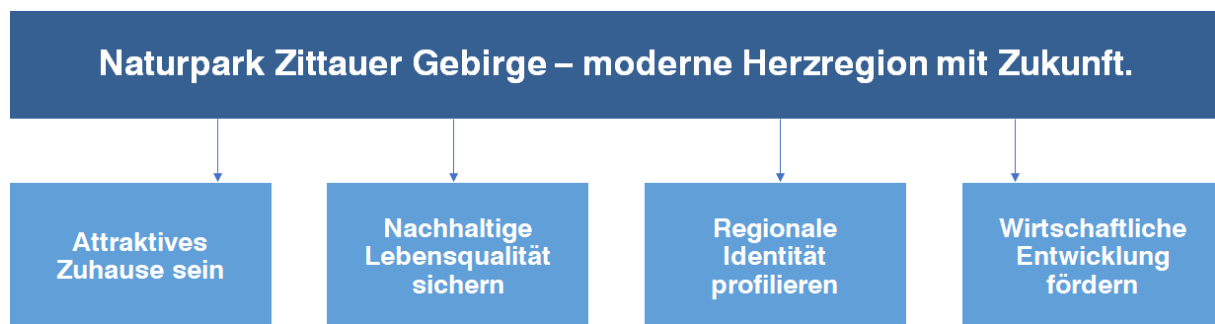 Naturpark Zittauer Gebirge – moderne Herzregion mit Zukunft.
Attraktives
Zuhause sein
Nachhaltige
Lebensqualität
sichern
Regionale
Identität
profilieren
Wirtschaftliche
Entwicklung
fördern